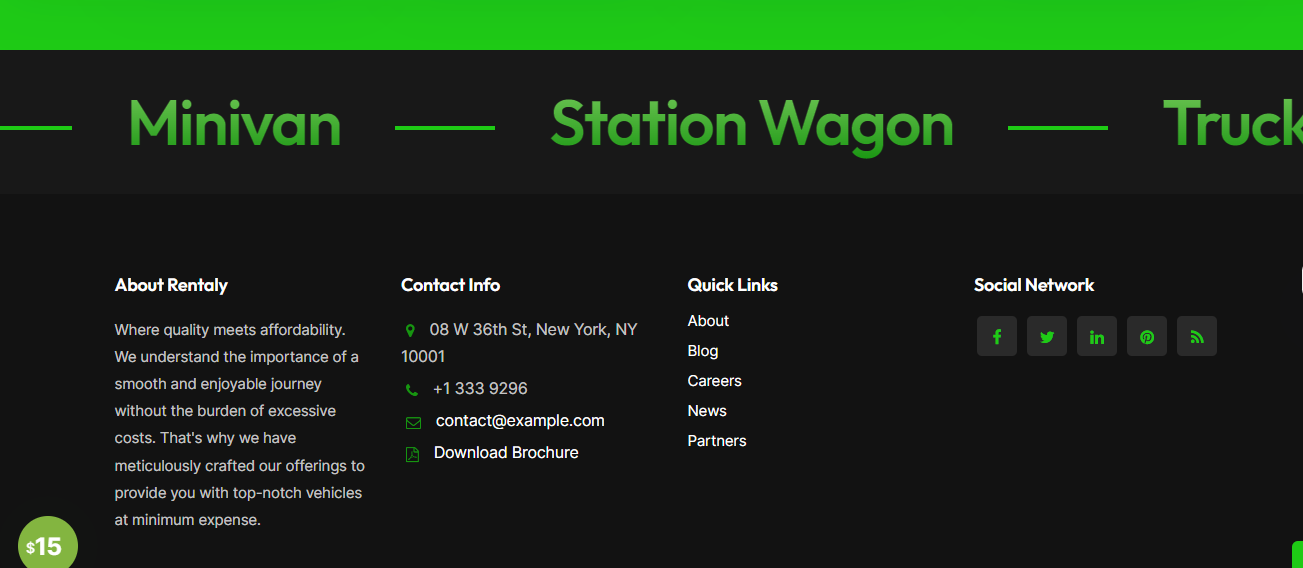 Minivan
Station Wagon
Truck
About Rentaly
Where quality meets affordability.
We understand the importance of a
smooth and enjoyable journey
without the burden of excessive
costs. That's why we have
meticulously crafted our offerings to
provide you with top-notch vehicles
at minimum expense.
Contact Info
08 W 36th St, New York, NY
10001
+1 333 9296
contact@example.com
Download Brochure
Quick Links
About
Blog
Careers
News
Partners
Social Network
$15